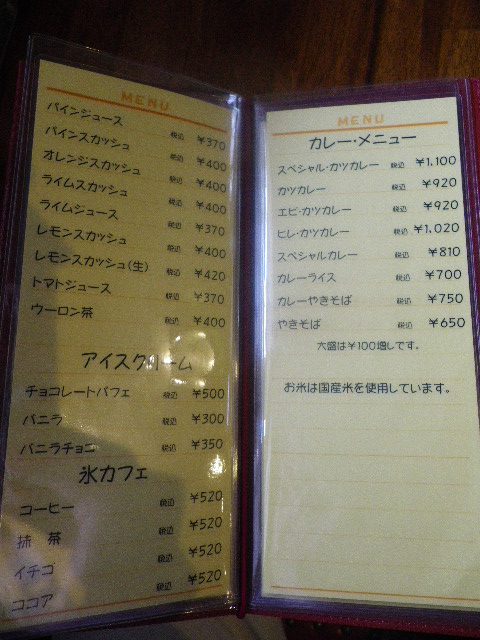 MENU
パインジュース 税込 ¥370
パインスカッシュ 税込 ¥400
オレンジスカッシュ 税込 ¥400
ライムスカッシュ 税込 ¥400
ライムジュース 税込 ¥370
レモンスカッシュ 税込 ¥400
レモンスカッシュ(生) 税込 ¥420
トマトジュース 税込 ¥370
ウーロン茶 税込 ¥400
アイスクリーム
チョコレートパフェ 税込 ¥500
バニラ 税込 ¥300
バニラチョコ 税込 ¥350
氷カフェ
コーヒー 税込 ¥520
抹 茶 税込 ¥520
イチゴ 税込 ¥520
ココア 税込 ¥520
MENU
カレー・メニュー
スペシャル・カツカレー 税込 ¥1,100
カツカレー 税込 ¥920
エビ・カツカレー 税込 ¥920
ヒレ・カツカレー 税込 ¥1,020
スペシャルカレー 税込 ¥810
カレーライス 税込 ¥700
カレーやきそば 税込 ¥750
やきそば 税込 ¥650
大盛は¥100増しです。
お米は国産米を使用しています。